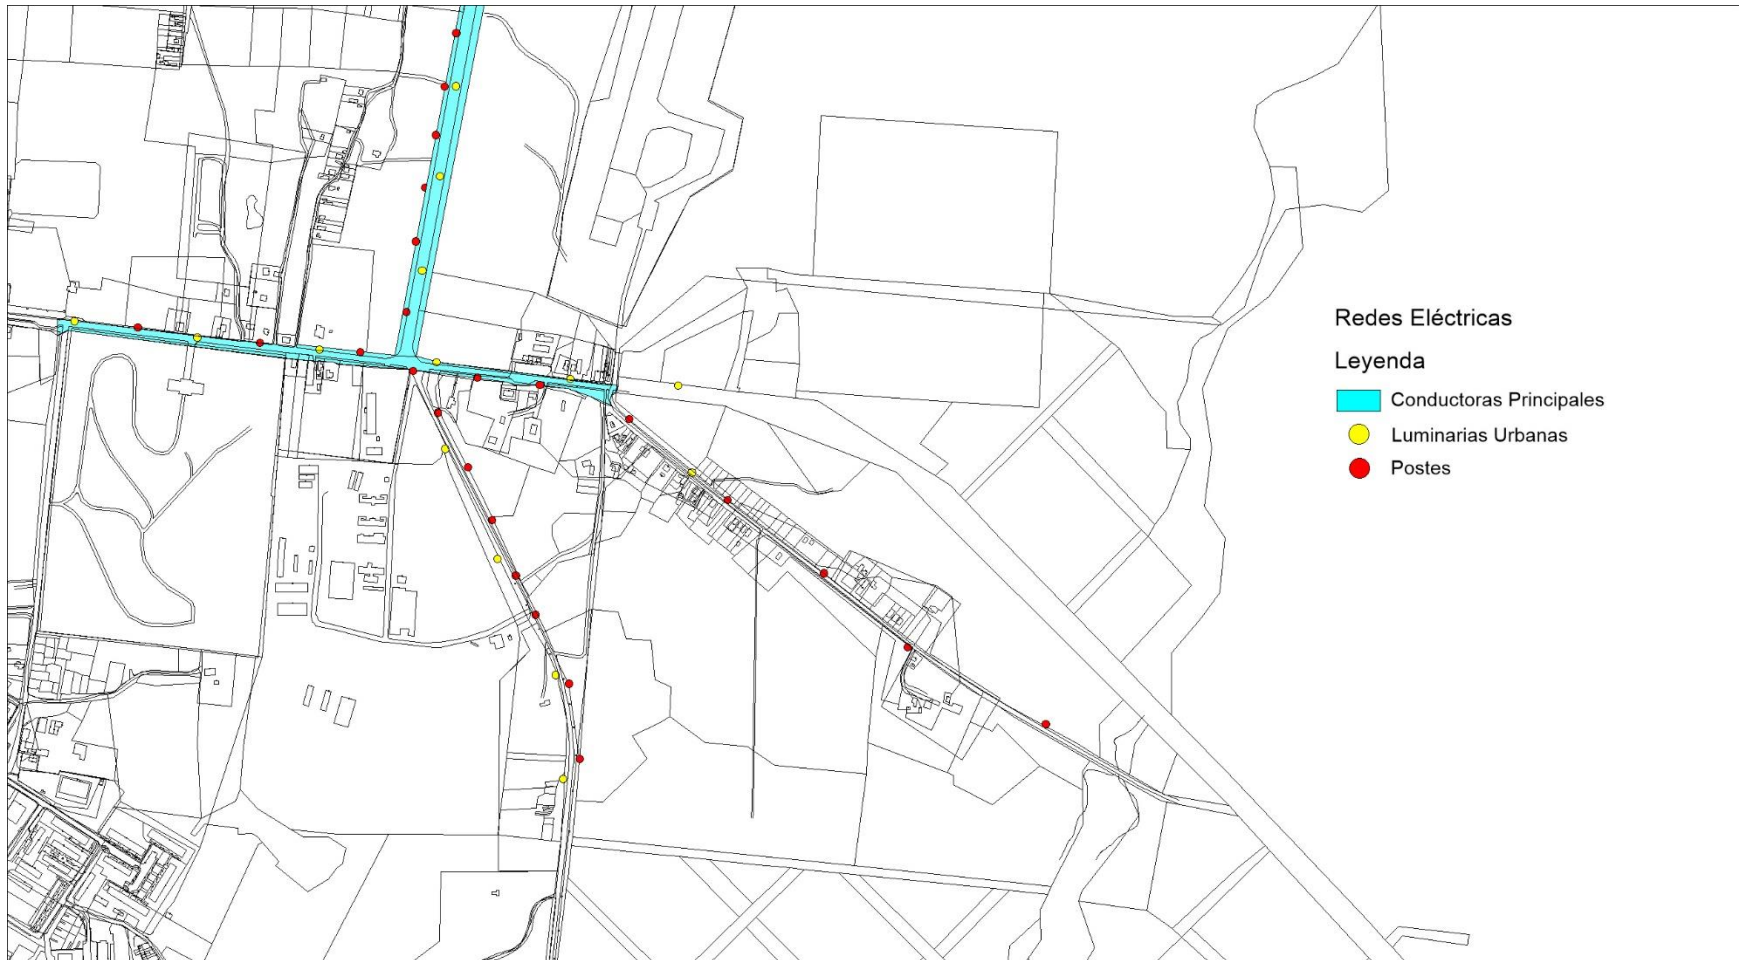 Redes Eléctricas
Leyenda
Conductoras Principales
Luminarias Urbanas
Postes